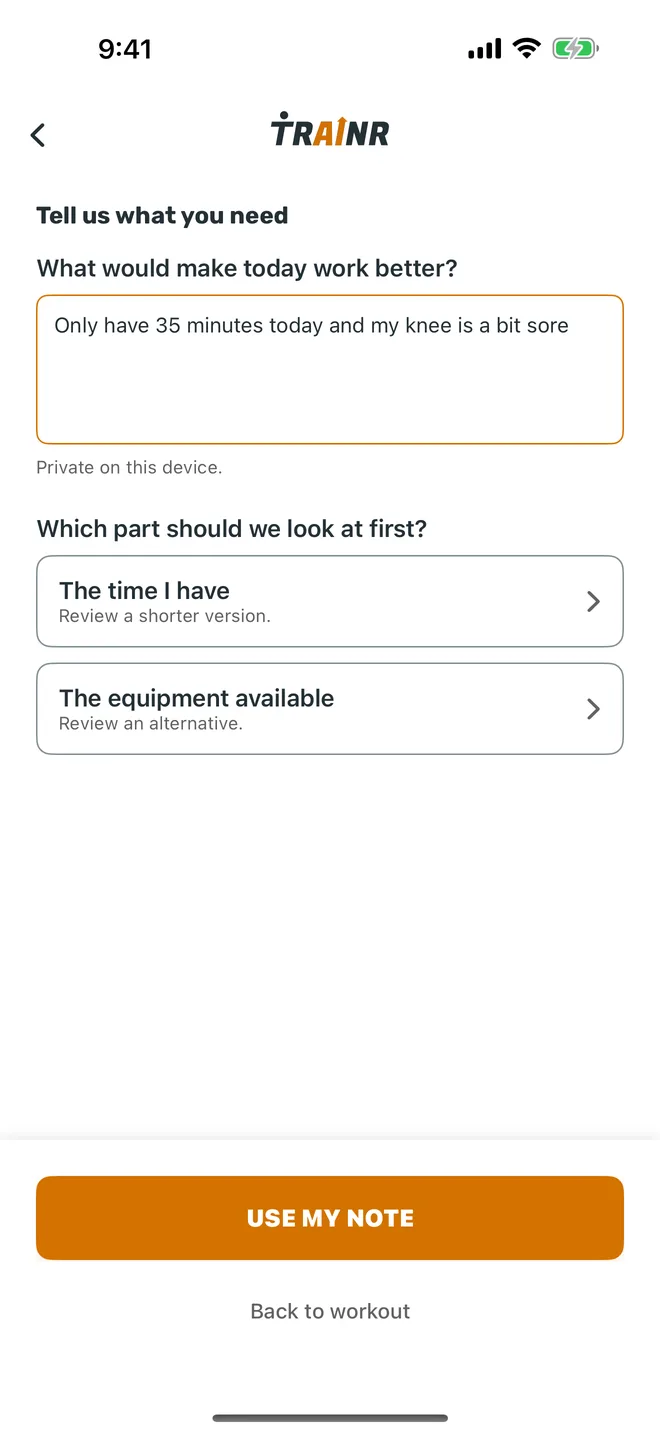 9:41
TRAINR
Tell us what you need
What would make today work better?
Only have 35 minutes today and my knee is a bit sore
Private on this device.
Which part should we look at first?
The time I have
Review a shorter version.
The equipment available
Review an alternative.
USE MY NOTE
Back to workout